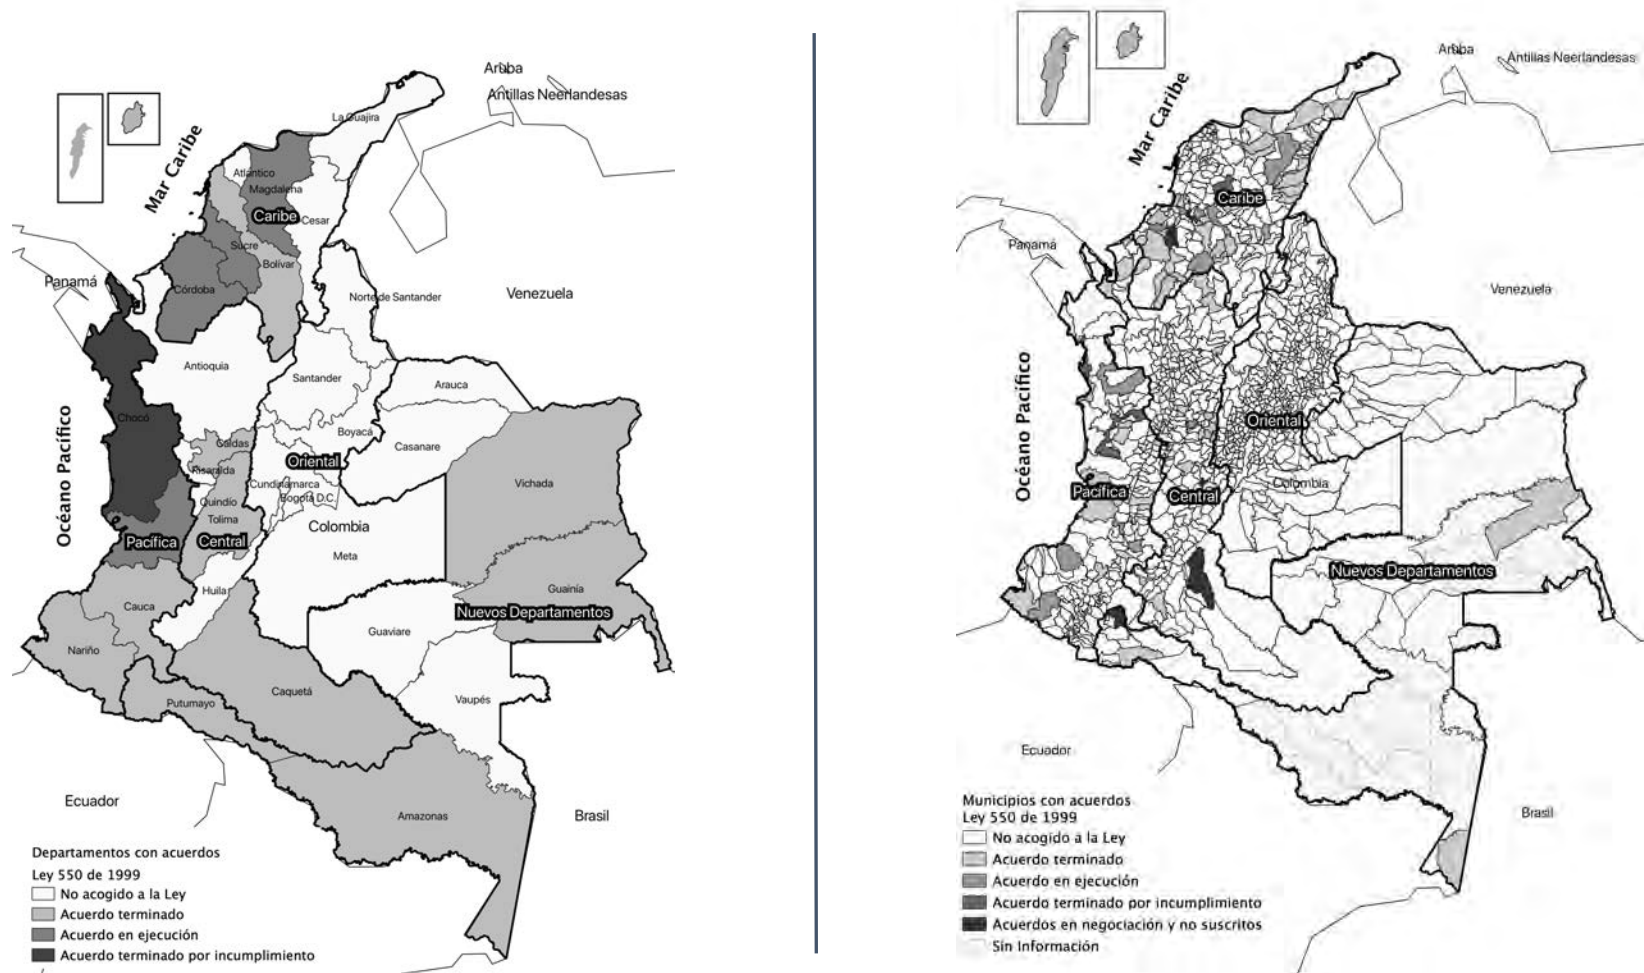 Aruba
Antillas Neerlandesas
La Guajira
Mar Caribe
Atlántico
Magdalena
Caribe
Cesar
Sucre
Bolívar
Panamá
Córdoba
Norte de Santander
Venezuela
Antioquia
Santander
Arauca
Océano Pacífico
Chocó
Boyacá
Caldas
Casanare
Oriental
Risaralda
Cundinamarca
Vichada
Bogotá D.C.
Quindío
Tolima
Colombia
Pacífica
Central
Meta
Huila
Guainía
Cauca
Nuevos Departamentos
Guaviare
Nariño
Caquetá
Vaupés
Putumayo
Ecuador
Amazonas
Brasil
Departamentos con acuerdos
Ley 550 de 1999
No acogido a la Ley
Acuerdo terminado
Acuerdo en ejecución
Acuerdo terminado por incumplimiento
Aruba
Antillas Neerlandesas
Mar Caribe
Caribe
Panamá
Venezuela
Océano Pacífico
Oriental
Colombia
Pacífica
Central
Nuevos Departamentos
Ecuador
Brasil
Municipios con acuerdos
Ley 550 de 1999
No acogido a la Ley
Acuerdo terminado
Acuerdo en ejecución
Acuerdo terminado por incumplimiento
Acuerdos en negociación y no suscritos
Sin Información